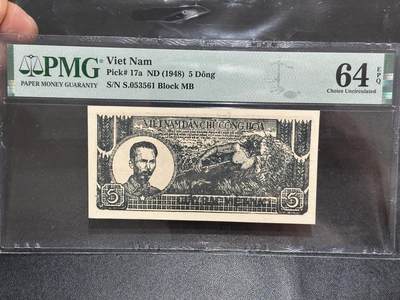 PMG
PAPER MONEY GUARANTY
Viet Nam
Pick# 17a ND (1948) 5 Dông
S/N S.053561 Block MB
64 EPQ
Choice Uncirculated
VIỆT-NAM DÂN CHỦ CỘNG HÒA
5
5